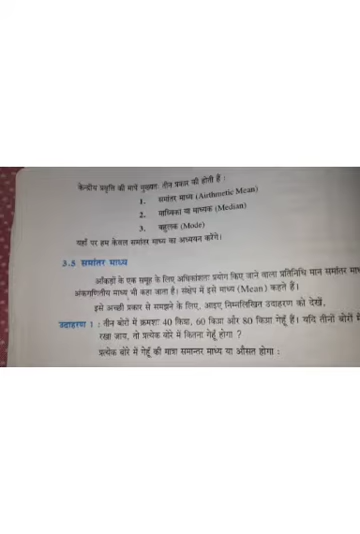 केन्द्रीय प्रवृत्ति की मापें मुख्यतः तीन प्रकार की होती हैं।
1. समांतर माध्य (Airthmetic Mean)
2. माध्यिका या माध्यक (Median)
3. बहुलक (Mode)
यहाँ पर हम केवल समांतर माध्य का अध्ययन करेंगे।
3.5 समांतर माध्य
आँकड़ों के एक समूह के लिए अधिकांशतः प्रयोग किए जाने वाला प्रतिनिधि मान समांतर
अंकगणितीय माध्य भी कहा जाता है। संक्षेप में इसे माध्य (Mean) कहते हैं।
इसे अच्छी प्रकार से समझने के लिए, आइए निम्नलिखित उदाहरण को देखें,
उदाहरण 1 : तीन बोरों में क्रमशः 40 किग्रा, 60 किग्रा और 80 किग्रा गेहूँ हैं। यदि तीनों बोरों में
रखा जाय, तो प्रत्येक बोरे में कितना गेहूँ होगा ?
प्रत्येक बोरे में गेहूँ की मात्रा समान्तर माध्य या औसत होगा :